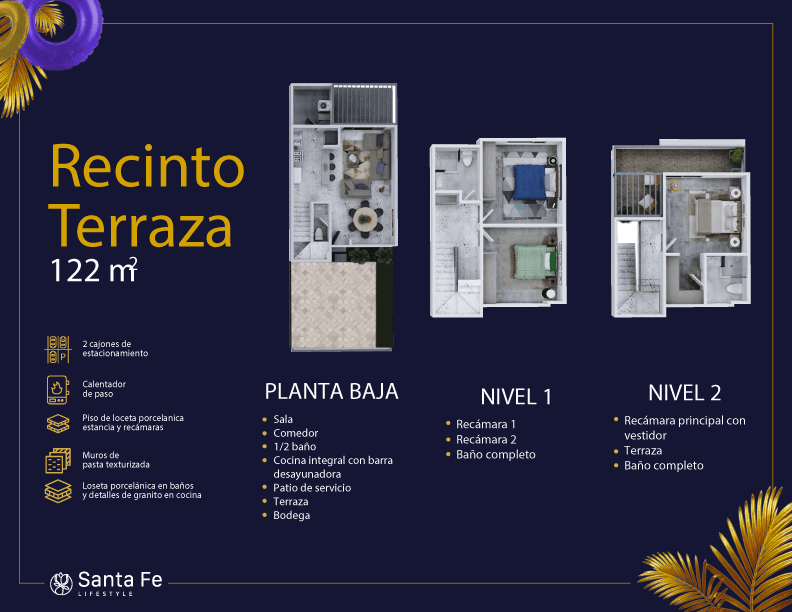 Recinto
Terraza
122 m²
2 cajones de
estacionamiento
P
Calentador
de paso
Piso de loceta porcelanica
estancia y recámaras
Muros de
pasta texturizada
Loseta porcelánica en baños
y detalles de granito en cocina
PLANTA BAJA
Sala
Comedor
1/2 baño
Cocina integral con barra
desayunadora
Patio de servicio
Terraza
Bodega
NIVEL 1
Recámara 1
Recámara 2
Baño completo
NIVEL 2
Recámara principal con
vestidor
Terraza
Baño completo
Santa Fe
LIFESTYLE